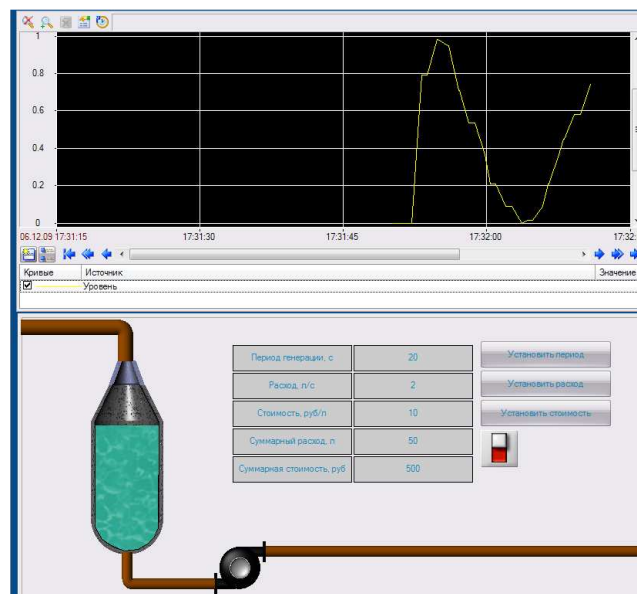 1
0.8
0.6
0.4
0.2
0
06.12.09 17:31:15 17:31:30 17:31:45 17:32:00 17:32:
Кривые Источник Значение
Уровень
Период генерации, с 20 Установить период
Расход, л/с 2 Установить расход
Стоимость, руб/л 10 Установить стоимость
Суммарный расход, л 50
Суммарная стоимость, руб 500